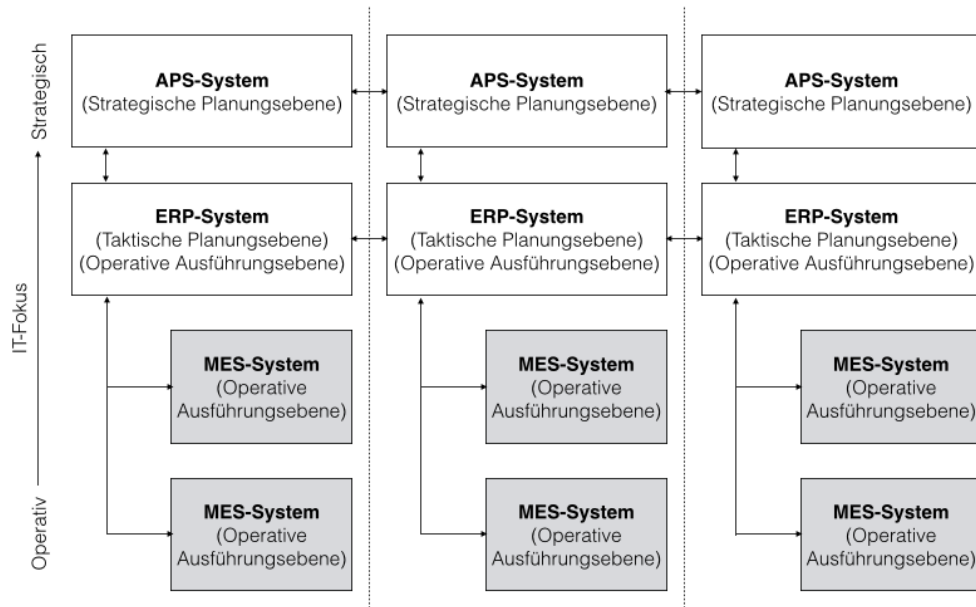 Strategisch
IT-Fokus
Operativ
APS-System
(Strategische Planungsebene)
APS-System
(Strategische Planungsebene)
APS-System
(Strategische Planungsebene)
ERP-System
(Taktische Planungsebene)
(Operative Ausführungsebene)
ERP-System
(Taktische Planungsebene)
(Operative Ausführungsebene)
ERP-System
(Taktische Planungsebene)
(Operative Ausführungsebene)
MES-System
(Operative
Ausführungsebene)
MES-System
(Operative
Ausführungsebene)
MES-System
(Operative
Ausführungsebene)
MES-System
(Operative
Ausführungsebene)
MES-System
(Operative
Ausführungsebene)
MES-System
(Operative
Ausführungsebene)